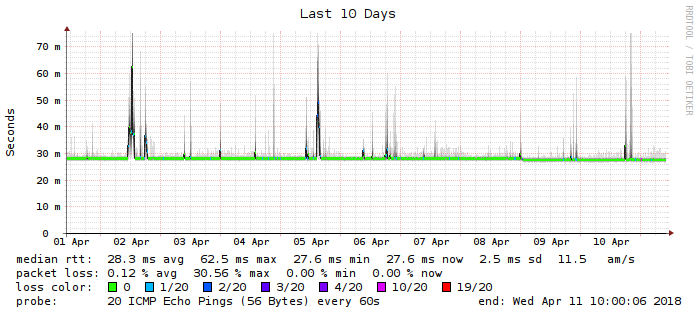 Last 10 Days
RRDTOOL / TOBI OETIKER
Seconds
70 m
60 m
50 m
40 m
30 m
20 m
10 m
0
01 Apr 02 Apr 03 Apr 04 Apr 05 Apr 06 Apr 07 Apr 08 Apr 09 Apr 10 Apr
median rtt: 28.3 ms avg 62.5 ms max 27.6 ms min 27.6 ms now 2.5 ms sd 11.5 am/s
packet loss: 0.12 % avg 30.56 % max 0.00 % min 0.00 % now
loss color: 0 1/20 2/20 3/20 4/20 10/20 19/20
probe: 20 ICMP Echo Pings (56 Bytes) every 60s end: Wed Apr 11 10:00:06 2018